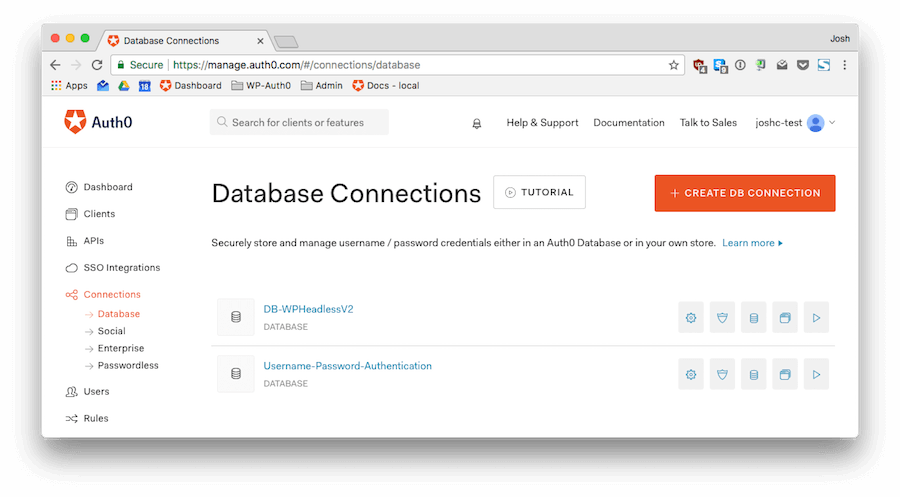 Database Connections
Josh
Secure https://manage.auth0.com/#/connections/database
4 9
Apps 18 Dashboard WP-Auth0 Admin Docs - local
Auth0 Search for clients or features Help & Support Documentation Talk to Sales joshc-test
Dashboard
Clients
APIs
SSO Integrations
Connections
Database
Social
Enterprise
Passwordless
Users
Rules
Database Connections TUTORIAL + CREATE DB CONNECTION
Securely store and manage username / password credentials either in an Auth0 Database or in your own store. Learn more
DB-WPHeadlessV2
DATABASE
Username-Password-Authentication
DATABASE